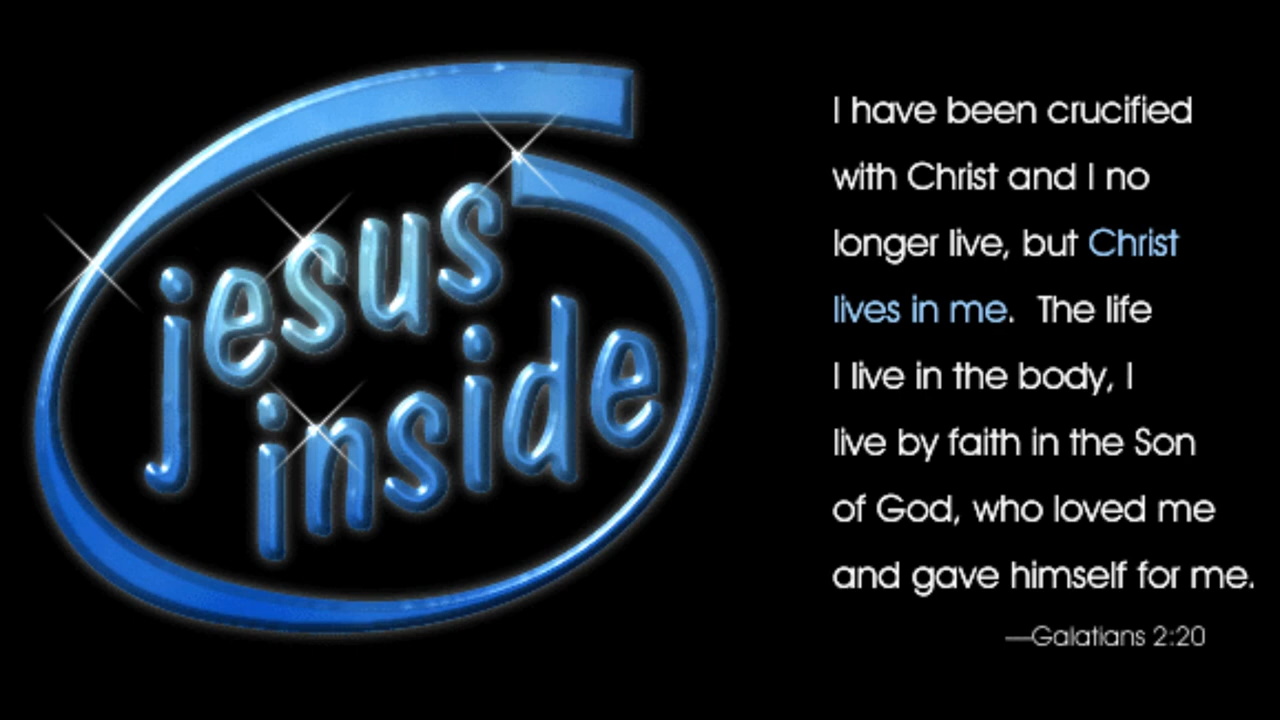 jesus
inside
I have been crucified
with Christ and I no
longer live, but Christ
lives in me.  The life
I live in the body, I
live by faith in the Son
of God, who loved me
and gave himself for me.
—Galatians 2:20